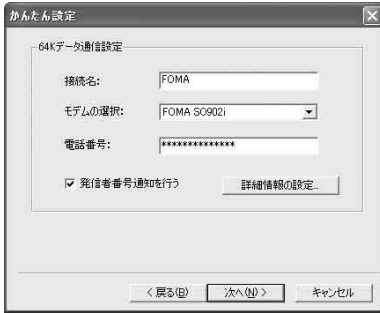 かんたん設定
64Kデータ通信設定
接続名: FOMA
モデムの選択: FOMA SO902i
電話番号: **************
発信者番号通知を行う 詳細情報の設定...
< 戻る(B) 次へ(N) > キャンセル